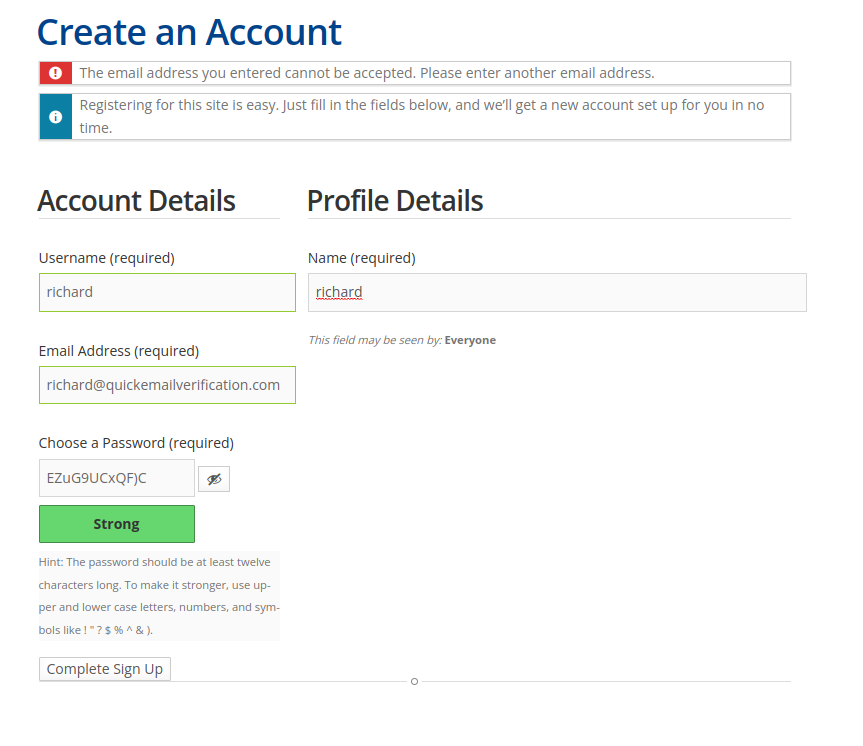 Create an Account
The email address you entered cannot be accepted. Please enter another email address.
Registering for this site is easy. Just fill in the fields below, and we’ll get a new account set up for you in no
time.
Account Details
Profile Details
Username (required)
Name (required)
richard
richard
This field may be seen by: Everyone
Email Address (required)
richard@quickemailverification.com
Choose a Password (required)
EZuG9UCxQF)C
Strong
Hint: The password should be at least twelve
characters long. To make it stronger, use up-
per and lower case letters, numbers, and sym-
bols like ! " ? $ % ^ & ).
Complete Sign Up